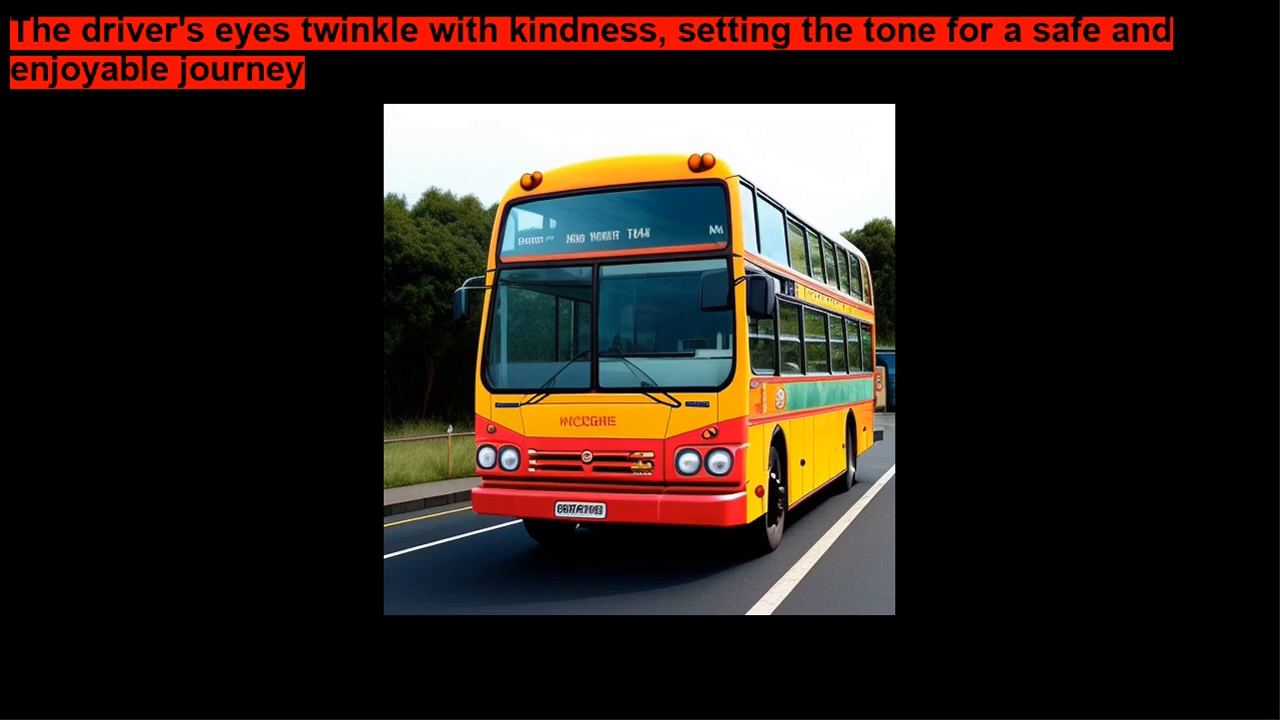 The driver's eyes twinkle with kindness, setting the tone for a safe and
enjoyable journey